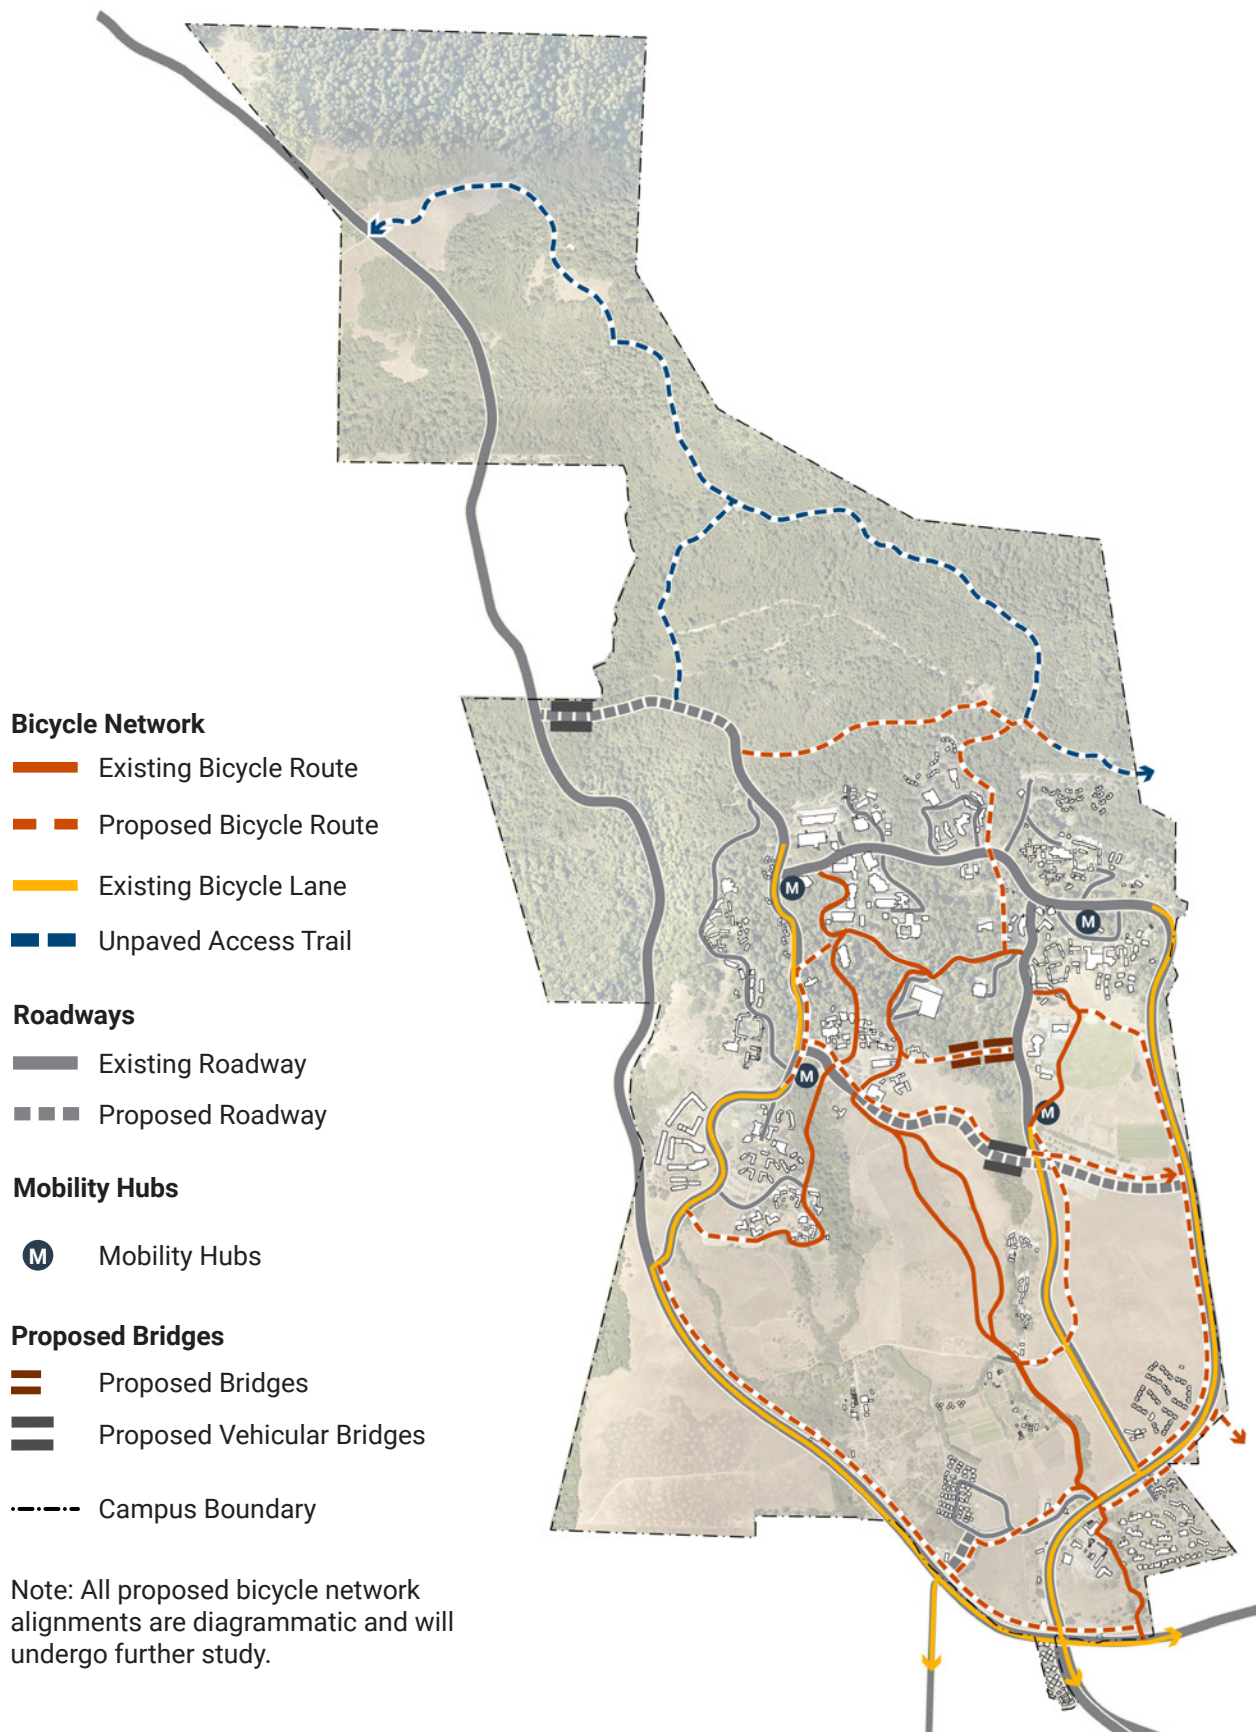 Bicycle Network
Existing Bicycle Route
Proposed Bicycle Route
Existing Bicycle Lane
Unpaved Access Trail
Roadways
Existing Roadway
Proposed Roadway
Mobility Hubs
M Mobility Hubs
Proposed Bridges
Proposed Bridges
Proposed Vehicular Bridges
Campus Boundary
Note: All proposed bicycle network
alignments are diagrammatic and will
undergo further study.
M
M
M
M